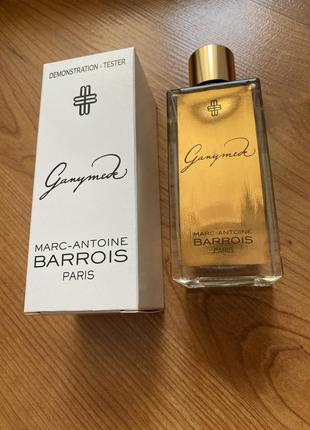 DEMONSTRATION - TESTER
Ganymede
MARC-ANTOINE
BARROIS
PARIS
Ganymede
MARC-ANTOINE
BARROIS
PARIS